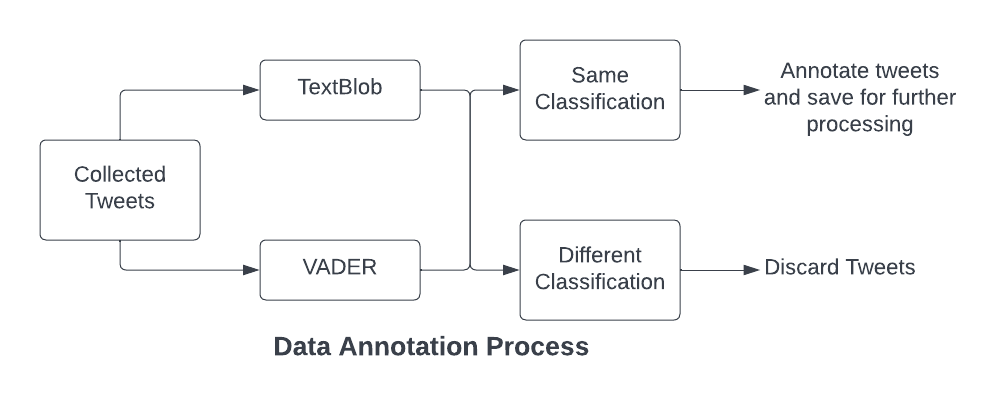 TextBlob
Same
Classification
Annotate tweets
and save for further
processing
Collected
Tweets
VADER
Different
Classification
Discard Tweets
Data Annotation Process